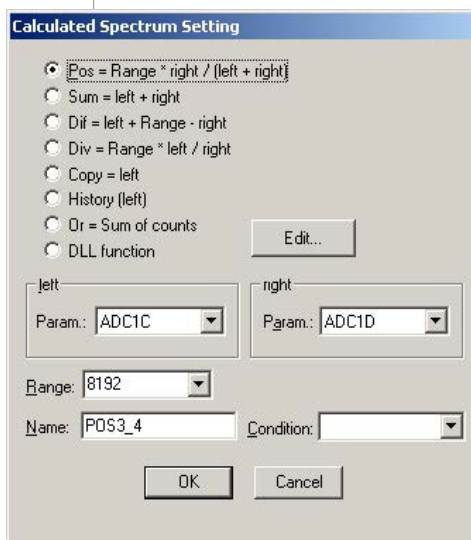 Calculated Spectrum Setting
Pos = Range * right / (left + right)
Sum = left + right
Dif = left + Range - right
Div = Range * left / right
Copy = left
History (left)
Or = Sum of counts
DLL function
Edit...
left
right
Param.: ADC1C
Param.: ADC1D
Range: 8192
Name: POS3_4
Condition:
OK
Cancel